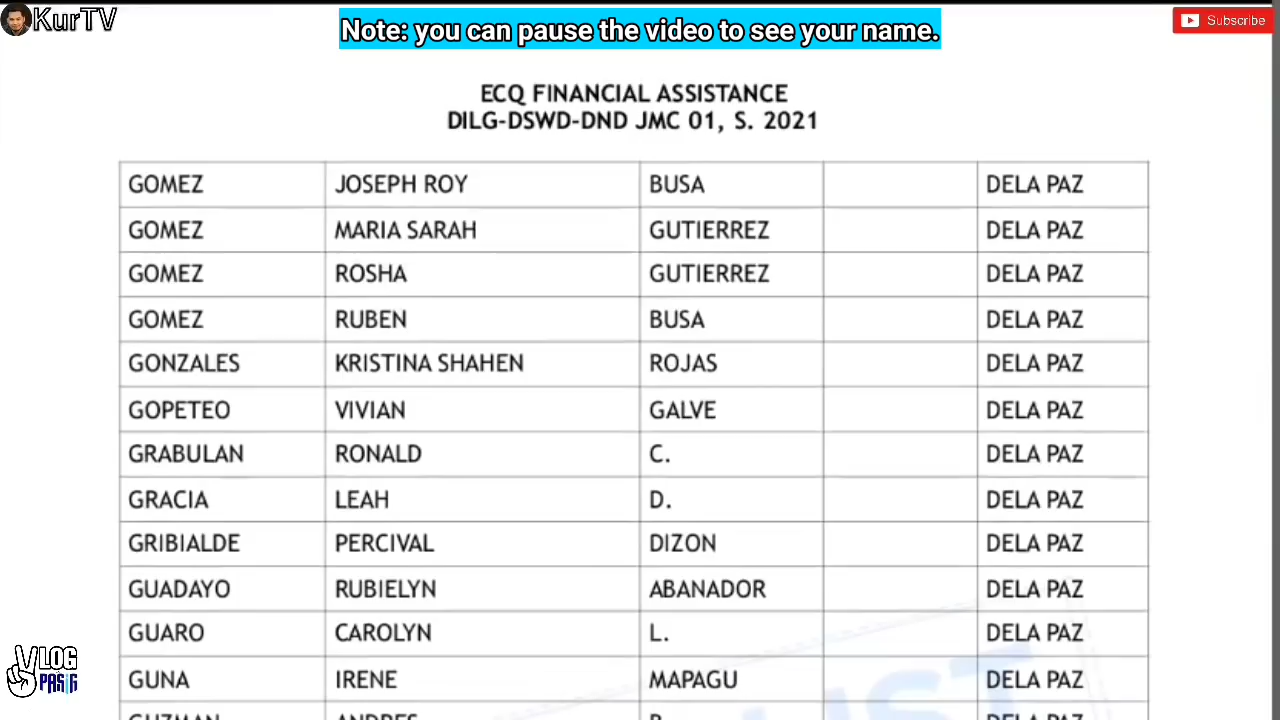 KurTV
Note: you can pause the video to see your name.
Subscribe
ECQ FINANCIAL ASSISTANCE
DILG-DSWD-DND JMC 01, S. 2021
GOMEZ JOSEPH ROY BUSA DELA PAZ
GOMEZ MARIA SARAH GUTIERREZ DELA PAZ
GOMEZ ROSHA GUTIERREZ DELA PAZ
GOMEZ RUBEN BUSA DELA PAZ
GONZALES KRISTINA SHAHEN ROJAS DELA PAZ
GOPETEO VIVIAN GALVE DELA PAZ
GRABULAN RONALD C. DELA PAZ
GRACIA LEAH D. DELA PAZ
GRIBIALDE PERCIVAL DIZON DELA PAZ
GUADAYO RUBIELYN ABANADOR DELA PAZ
GUARO CAROLYN L. DELA PAZ
GUNA IRENE MAPAGU DELA PAZ
VLOG
PASIG